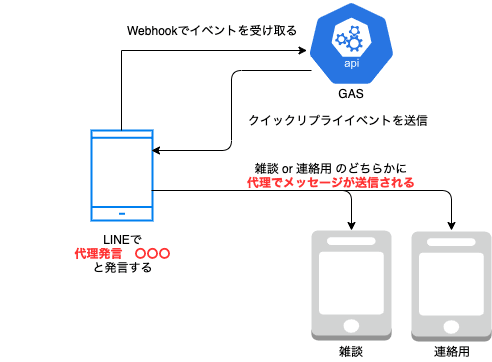 Webhookでイベントを受け取る
api
GAS
クイックリプライイベントを送信
雑談 or 連絡用 のどちらかに
代理でメッセージが送信される
LINEで
代理発言　〇〇〇
と発言する
雑談
連絡用